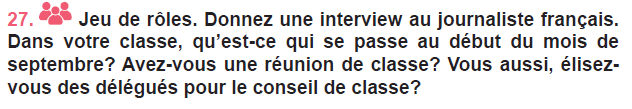 27. Jeu de rôles. Donnez une interview au journaliste français.
Dans votre classe, qu’est-ce qui se passe au début du mois de
septembre? Avez-vous une réunion de classe? Vous aussi, élisez-
vous des délégués pour le conseil de classe?